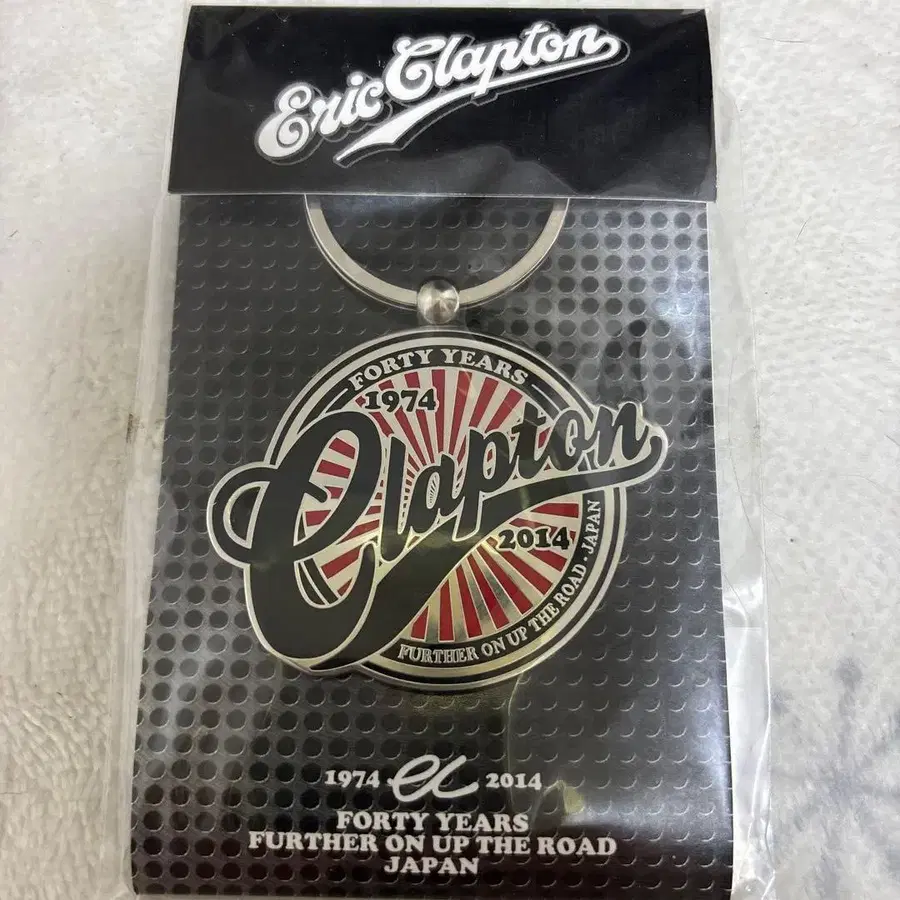 Eric Clapton
FORTY YEARS
1974
Clapton
2014
FURTHER ON UP THE ROAD • JAPAN
1974 ec 2014
FORTY YEARS
FURTHER ON UP THE ROAD
JAPAN